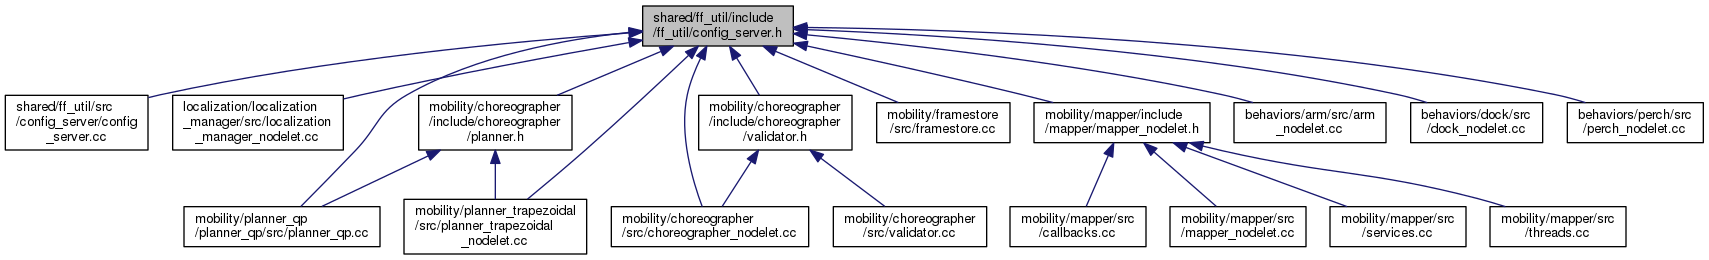 shared/ff_util/include
/ff_util/config_server.h
shared/ff_util/src
/config_server/config
_server.cc
localization/localization
_manager/src/localization
_manager_nodelet.cc
mobility/choreographer
/include/choreographer
/planner.h
mobility/choreographer
/include/choreographer
/validator.h
mobility/framestore
/src/framestore.cc
mobility/mapper/include
/mapper/mapper_nodelet.h
behaviors/arm/src/arm
_nodelet.cc
behaviors/dock/src
/dock_nodelet.cc
behaviors/perch/src
/perch_nodelet.cc
mobility/planner_qp
/planner_qp/src/planner_qp.cc
mobility/planner_trapezoidal
/src/planner_trapezoidal
_nodelet.cc
mobility/choreographer
/src/choreographer_nodelet.cc
mobility/choreographer
/src/validator.cc
mobility/mapper/src
/callbacks.cc
mobility/mapper/src
/mapper_nodelet.cc
mobility/mapper/src
/services.cc
mobility/mapper/src
/threads.cc